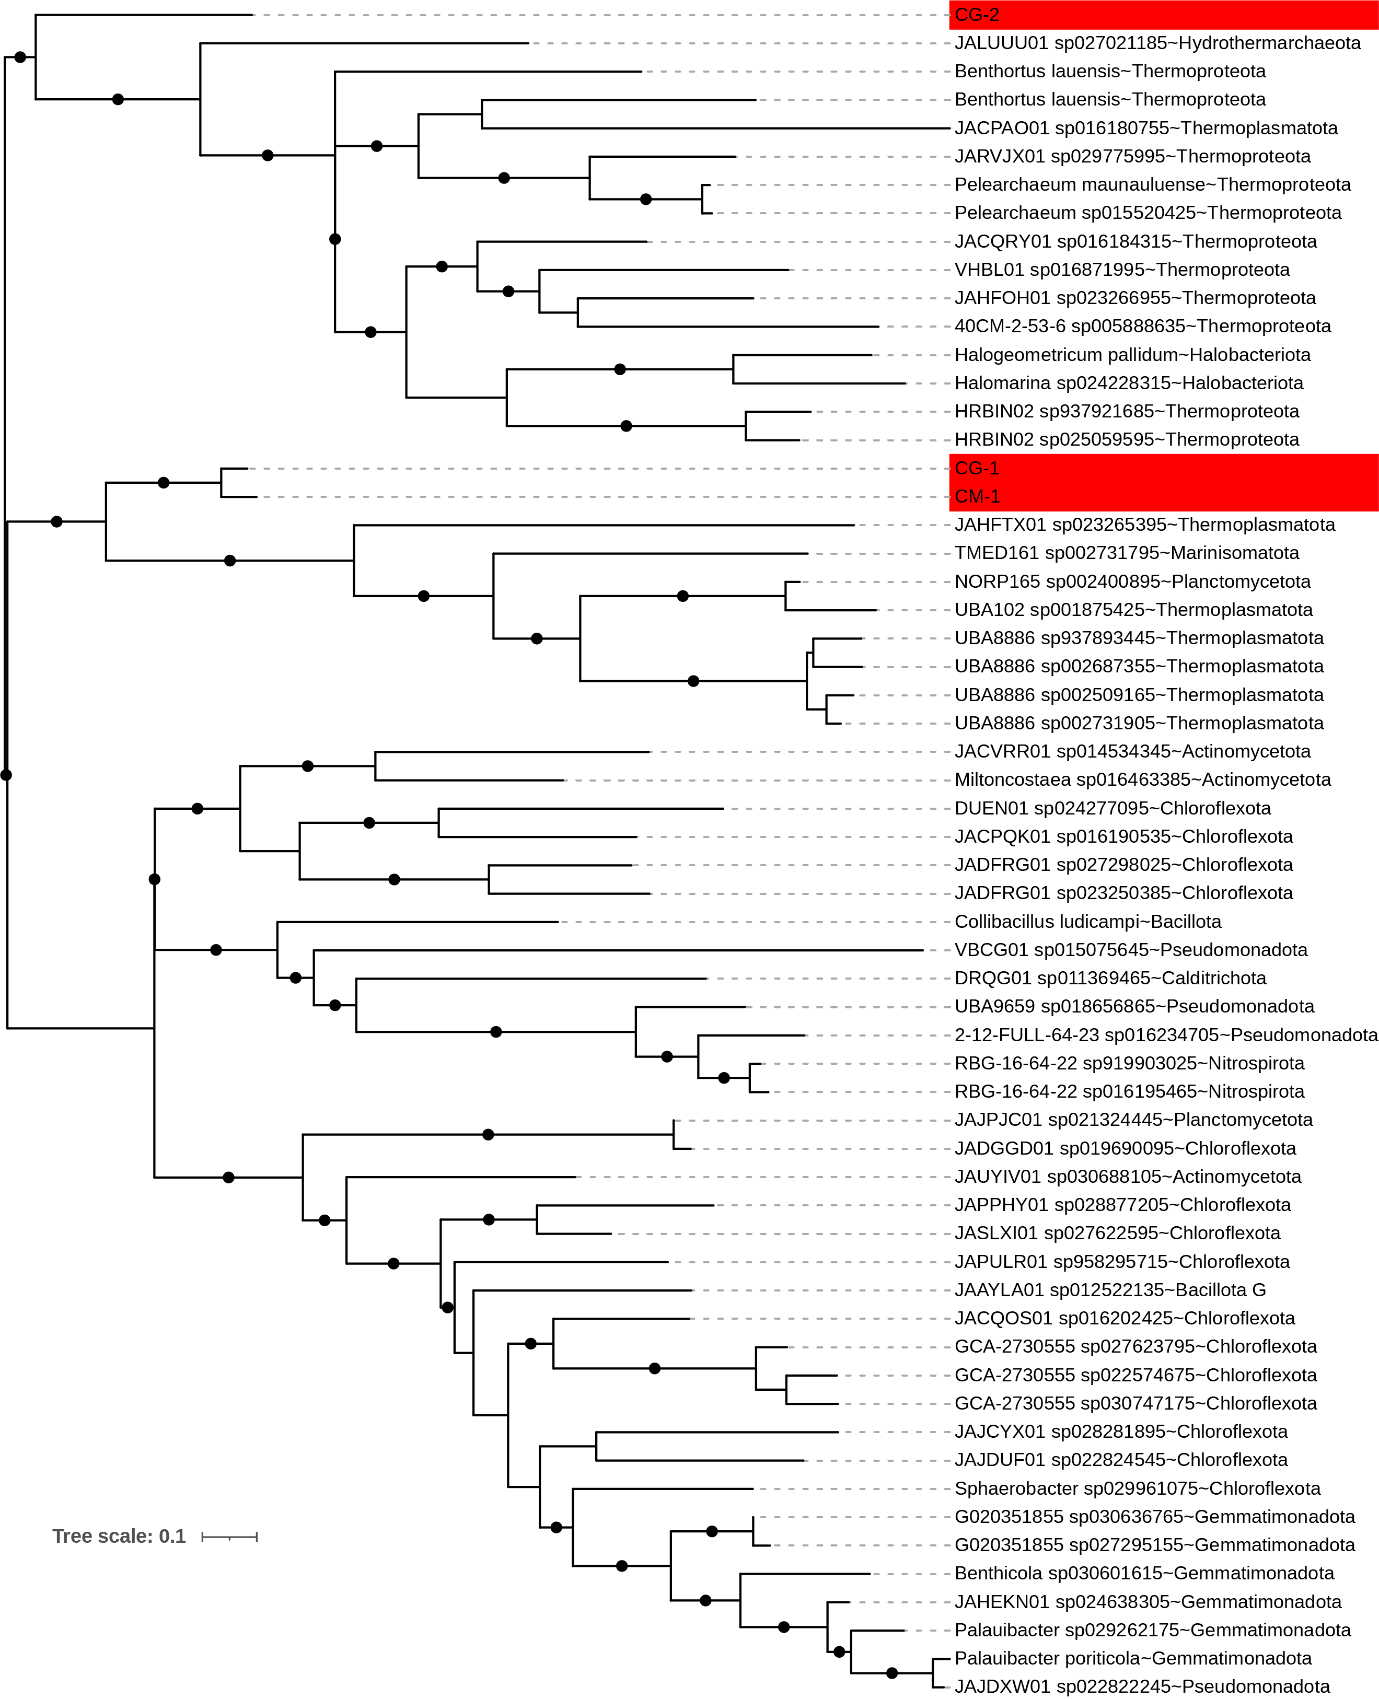 CG-2
JALUUU01 sp027021185~Hydrothermarchaeota
Benthortus lauensis~Thermoproteota
Benthortus lauensis~Thermoproteota
JACPAO01 sp016180755~Thermoplasmatota
JARVJX01 sp029775995~Thermoproteota
Pelearchaeum maunauluense~Thermoproteota
Pelearchaeum sp015520425~Thermoproteota
JACQRY01 sp016184315~Thermoproteota
VHBL01 sp016871995~Thermoproteota
JAHFOH01 sp023266955~Thermoproteota
40CM-2-53-6 sp005888635~Thermoproteota
Halogeometricum pallidum~Halobacteriota
Halomarina sp024228315~Halobacteriota
HRBIN02 sp937921685~Thermoproteota
HRBIN02 sp025059595~Thermoproteota
CG-1
CM-1
JAHFTX01 sp023265395~Thermoplasmatota
TMED161 sp002731795~Marinisomatota
NORP165 sp002400895~Planctomycetota
UBA102 sp001875425~Thermoplasmatota
UBA8886 sp937893445~Thermoplasmatota
UBA8886 sp002687355~Thermoplasmatota
UBA8886 sp002509165~Thermoplasmatota
UBA8886 sp002731905~Thermoplasmatota
JACVRR01 sp014534345~Actinomycetota
Miltoncostaea sp016463385~Actinomycetota
DUEN01 sp024277095~Chloroflexota
JACPQK01 sp016190535~Chloroflexota
JADFRG01 sp027298025~Chloroflexota
JADFRG01 sp023250385~Chloroflexota
Collibacillus ludicampi~Bacillota
VBCG01 sp015075645~Pseudomonadota
DRQG01 sp011369465~Calditrichota
UBA9659 sp018656865~Pseudomonadota
2-12-FULL-64-23 sp016234705~Pseudomonadota
RBG-16-64-22 sp919903025~Nitrospirota
RBG-16-64-22 sp016195465~Nitrospirota
JAJPJC01 sp021324445~Planctomycetota
JADGGD01 sp019690095~Chloroflexota
JAUYIV01 sp030688105~Actinomycetota
JAPPHY01 sp028877205~Chloroflexota
JASLXI01 sp027622595~Chloroflexota
JAPULR01 sp958295715~Chloroflexota
JAAYLA01 sp012522135~Bacillota G
JACQOS01 sp016202425~Chloroflexota
GCA-2730555 sp027623795~Chloroflexota
GCA-2730555 sp022574675~Chloroflexota
GCA-2730555 sp030747175~Chloroflexota
JAJCYX01 sp028281895~Chloroflexota
JAJDUF01 sp022824545~Chloroflexota
Sphaerobacter sp029961075~Chloroflexota
G020351855 sp030636765~Gemmatimonadota
Tree scale: 0.1
G020351855 sp027295155~Gemmatimonadota
Benthicola sp030601615~Gemmatimonadota
JAHEKN01 sp024638305~Gemmatimonadota
Palauibacter sp029262175~Gemmatimonadota
Palauibacter poriticola~Gemmatimonadota
JAJDXW01 sp022822245~Pseudomonadota